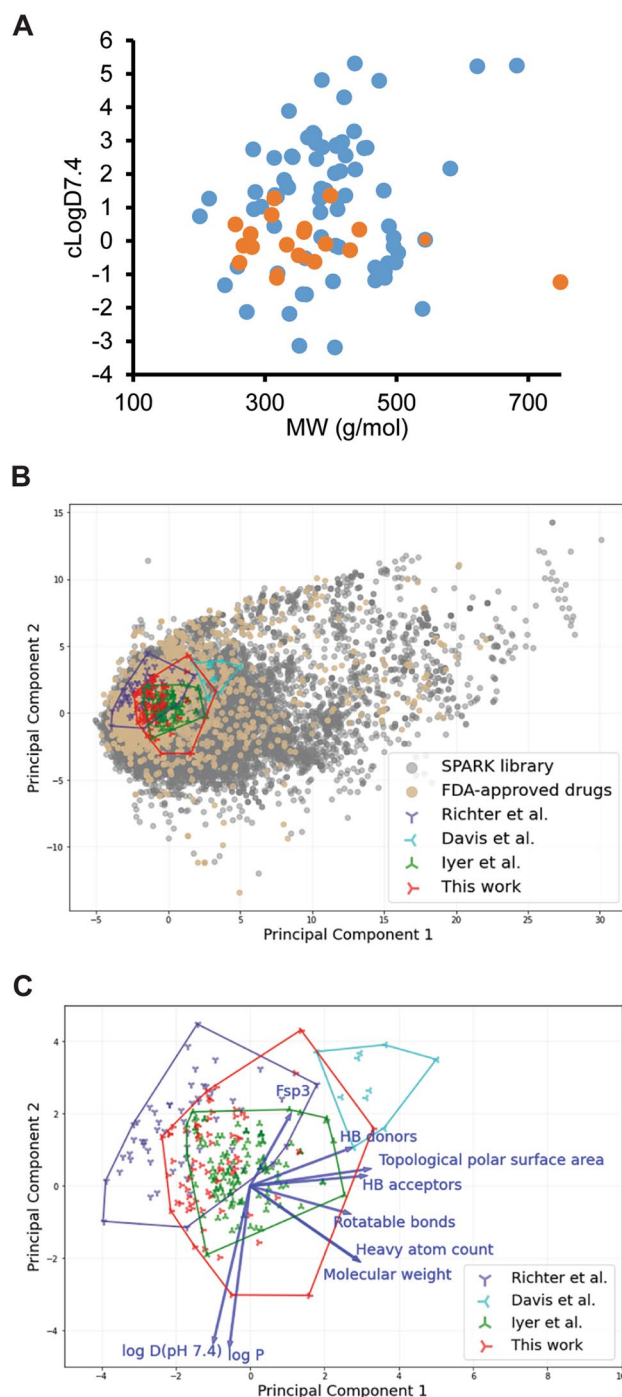 A
6
5
4
3
2
1
0
-1
-2
-3
-4
cLogD7.4
100 300 500 700
MW (g/mol)
B
15
10
5
0
−5
−10
Principal Component 2
SPARK library
FDA-approved drugs
Richter et al.
Davis et al.
Iyer et al.
This work
−5 0 5 10 15 20 25 30
Principal Component 1
C
4
2
0
−2
−4
Principal Component 2
Fsp3
HB donors
Topological polar surface area
HB acceptors
Rotatable bonds
Heavy atom count
Molecular weight
log D(pH 7.4) log P
Richter et al.
Davis et al.
Iyer et al.
This work
−4 −2 0 2 4 6 8 10
Principal Component 1